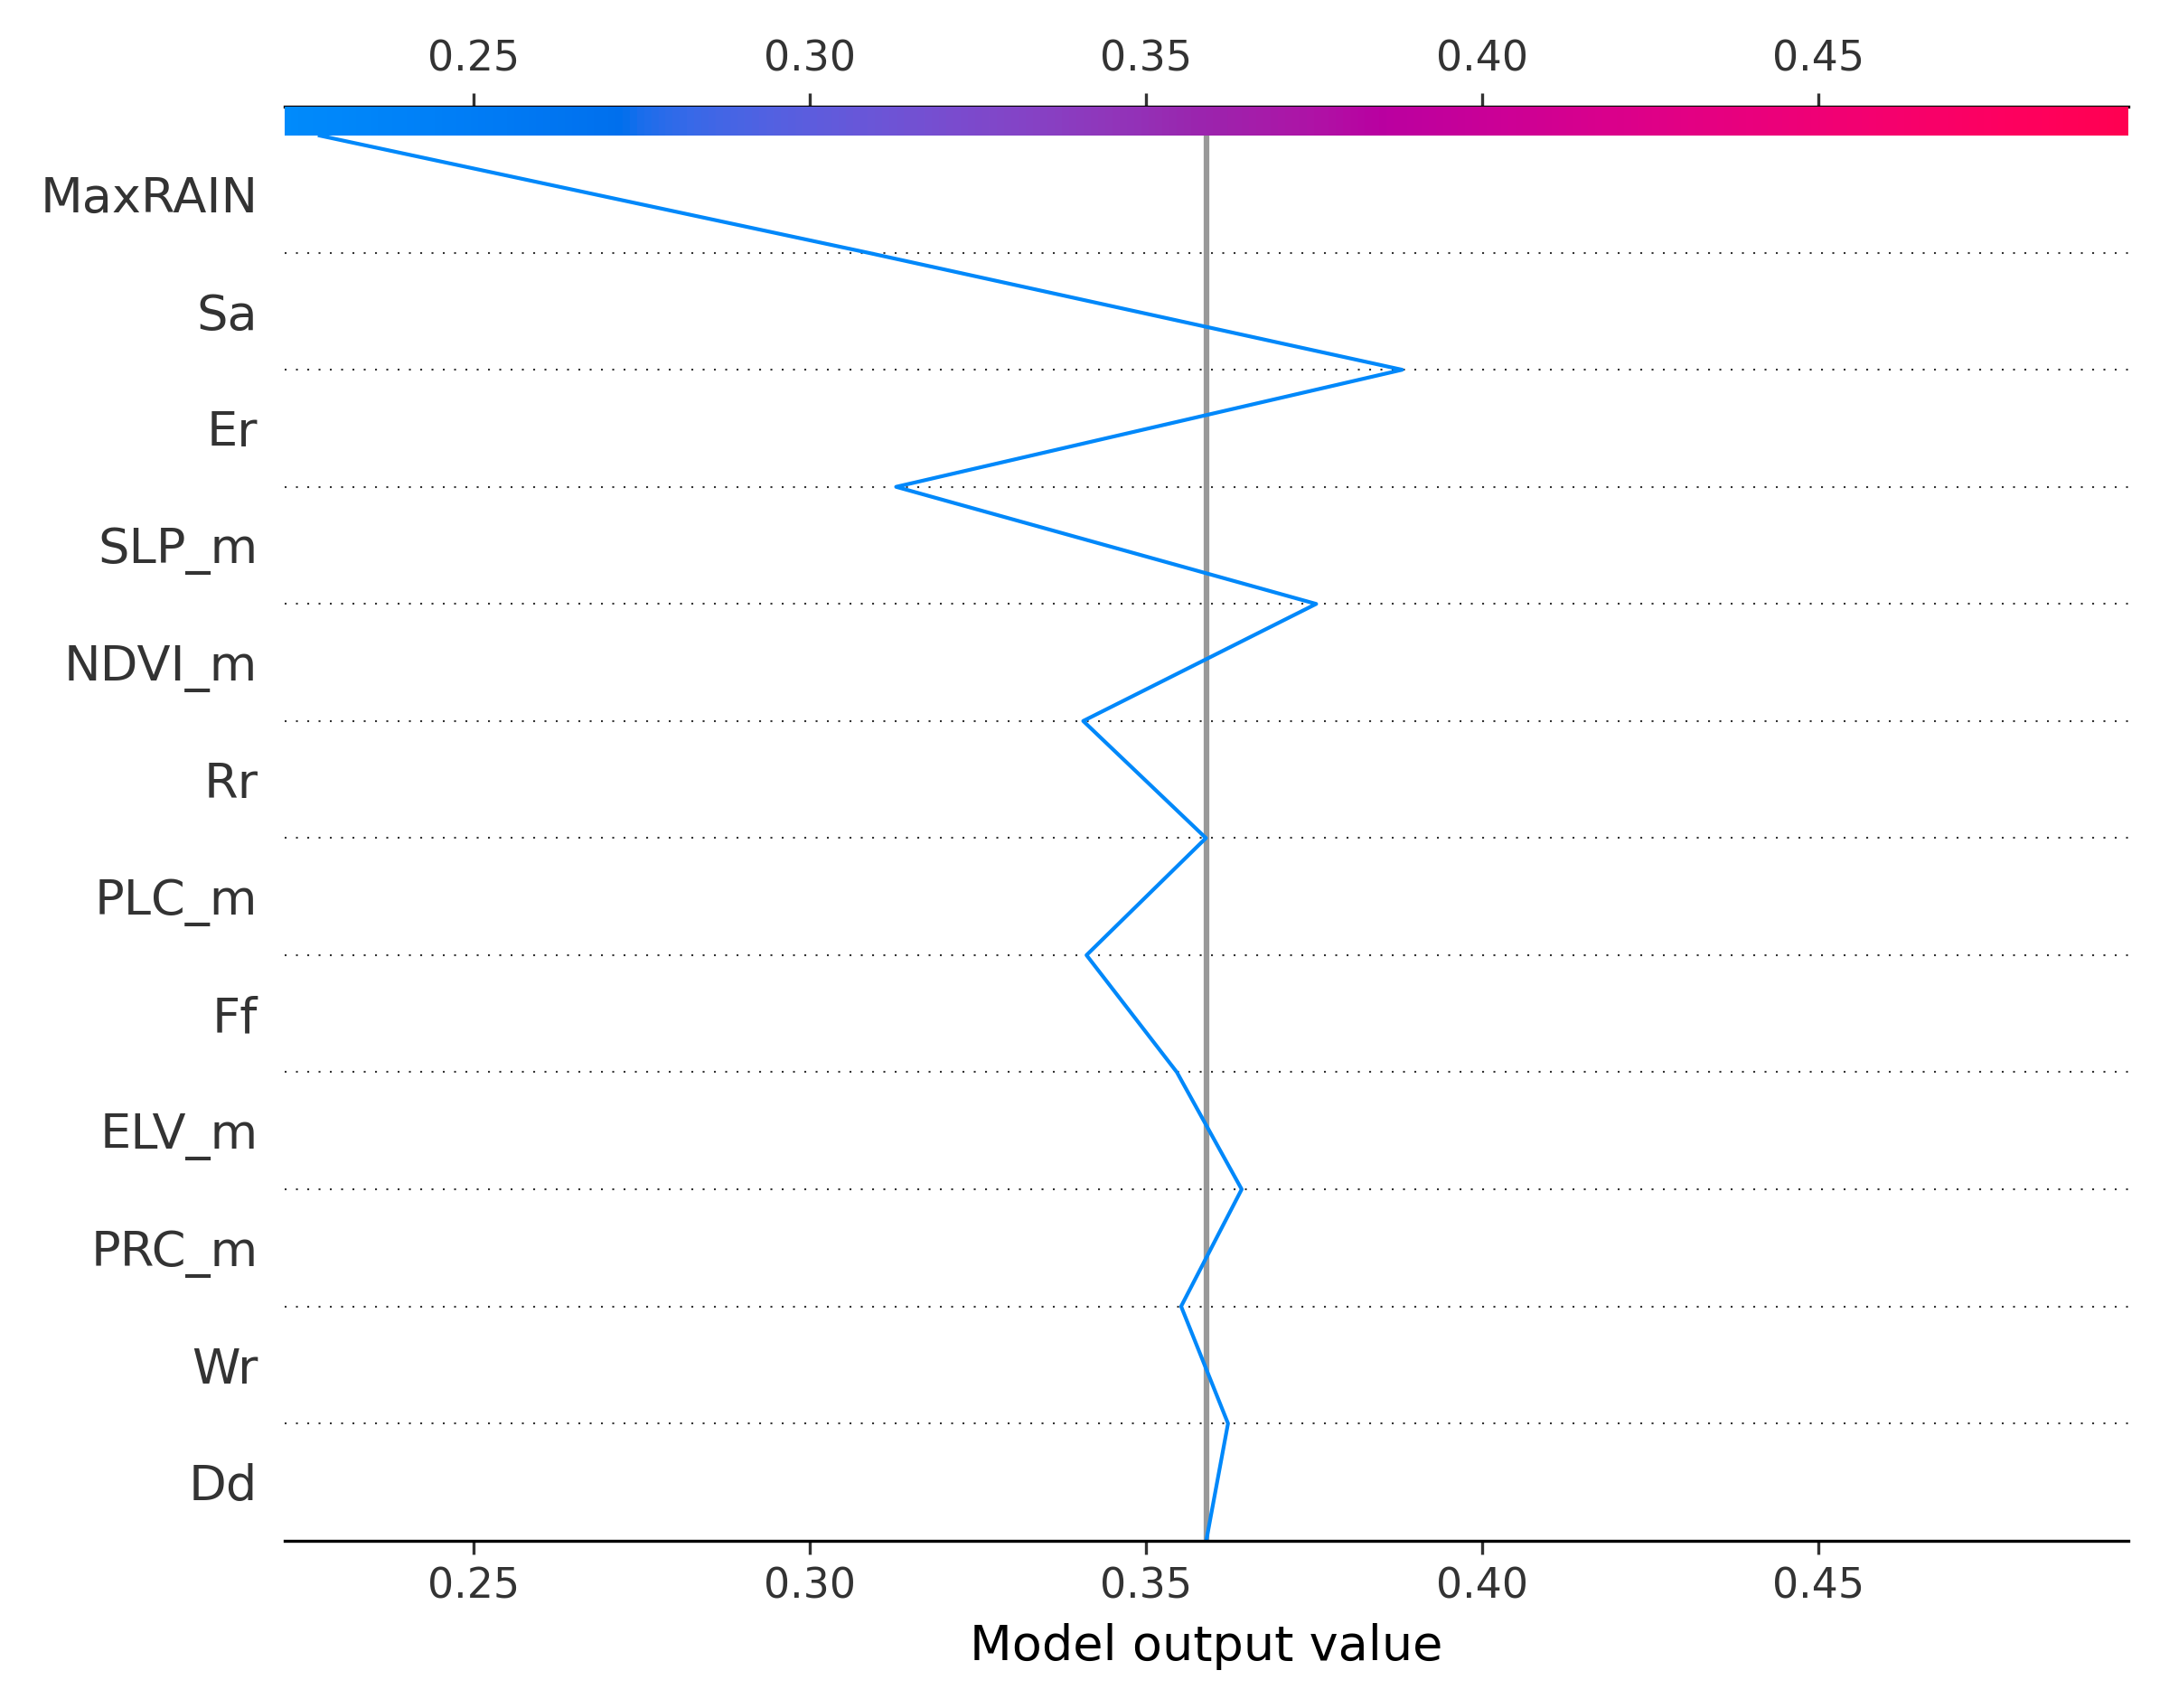 0.25 0.30 0.35 0.40 0.45
MaxRAIN
Sa
Er
SLP_m
NDVI_m
Rr
PLC_m
Ff
ELV_m
PRC_m
Wr
Dd
0.25 0.30 0.35 0.40 0.45
Model output value